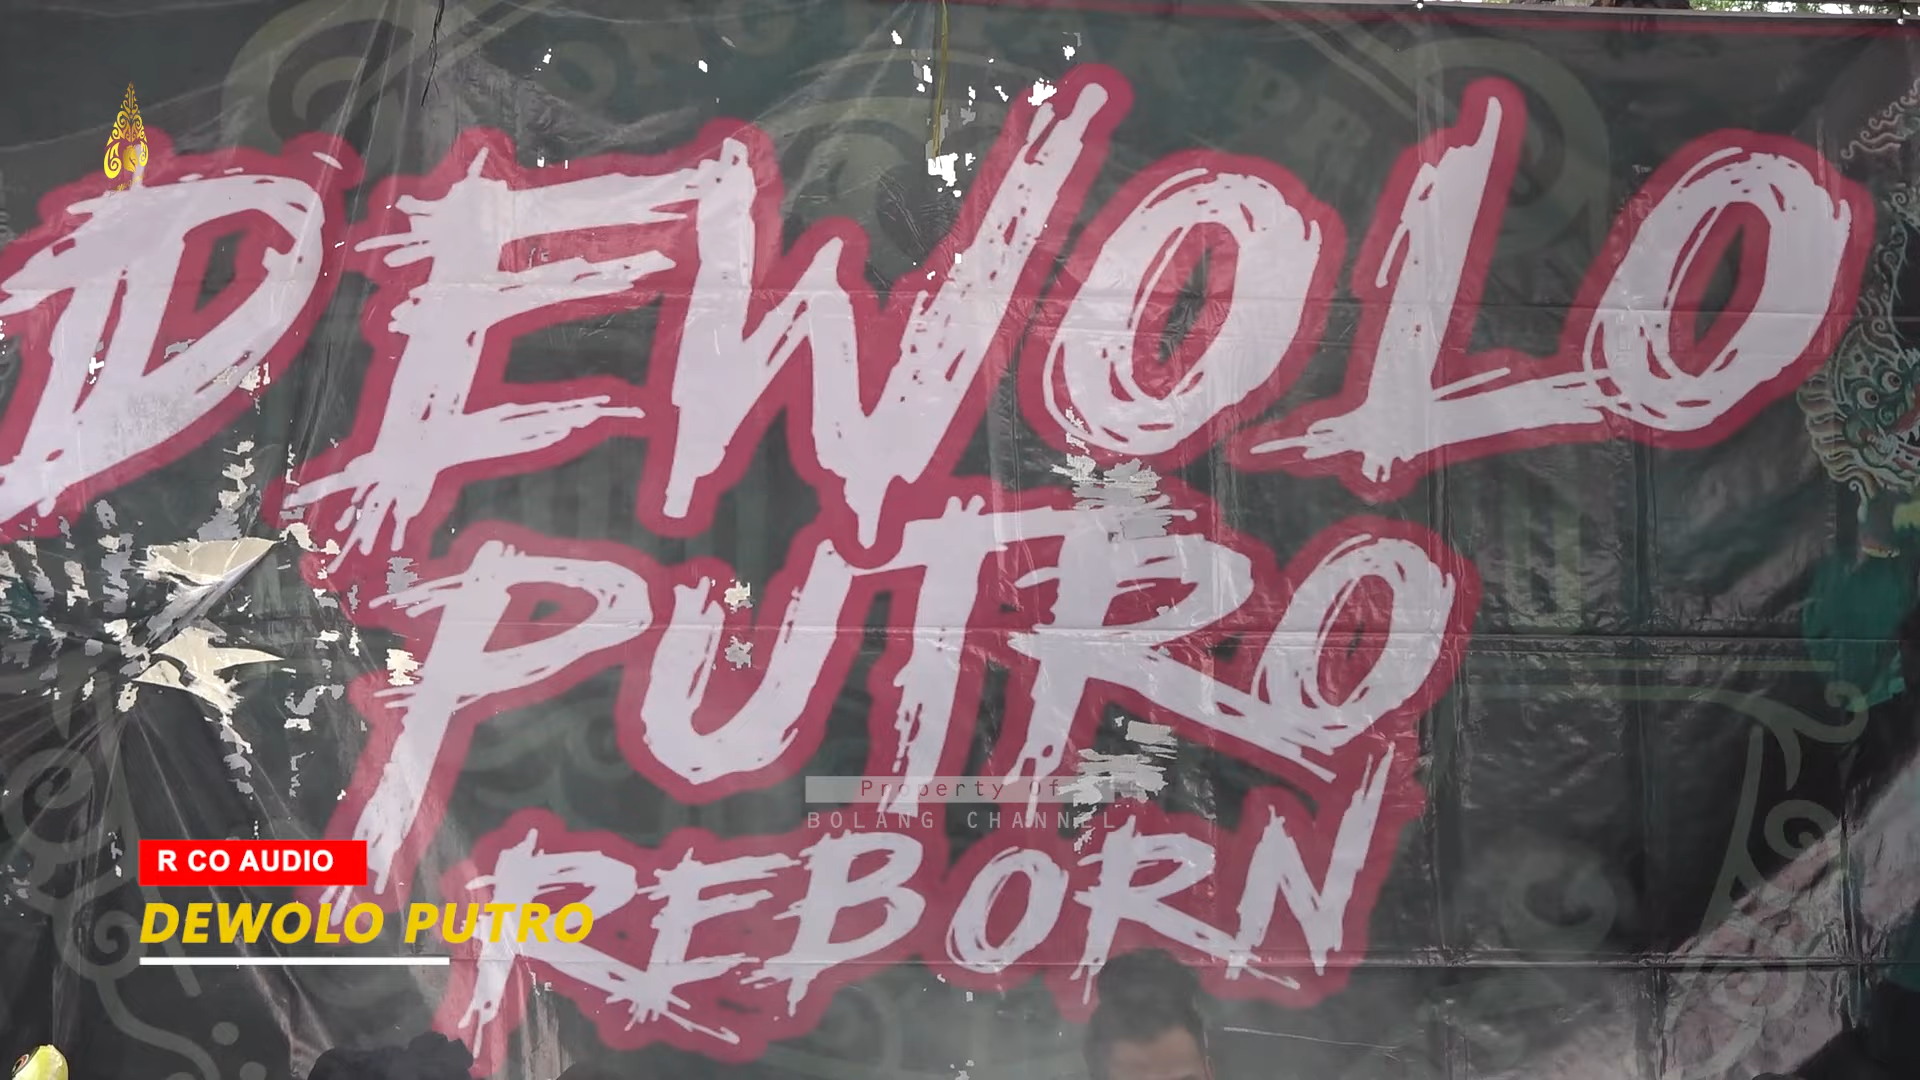 DEWOLO
PUTRO
REBORN
Property Of
BOLANG CHANNEL
R CO AUDIO
DEWOLO PUTRO